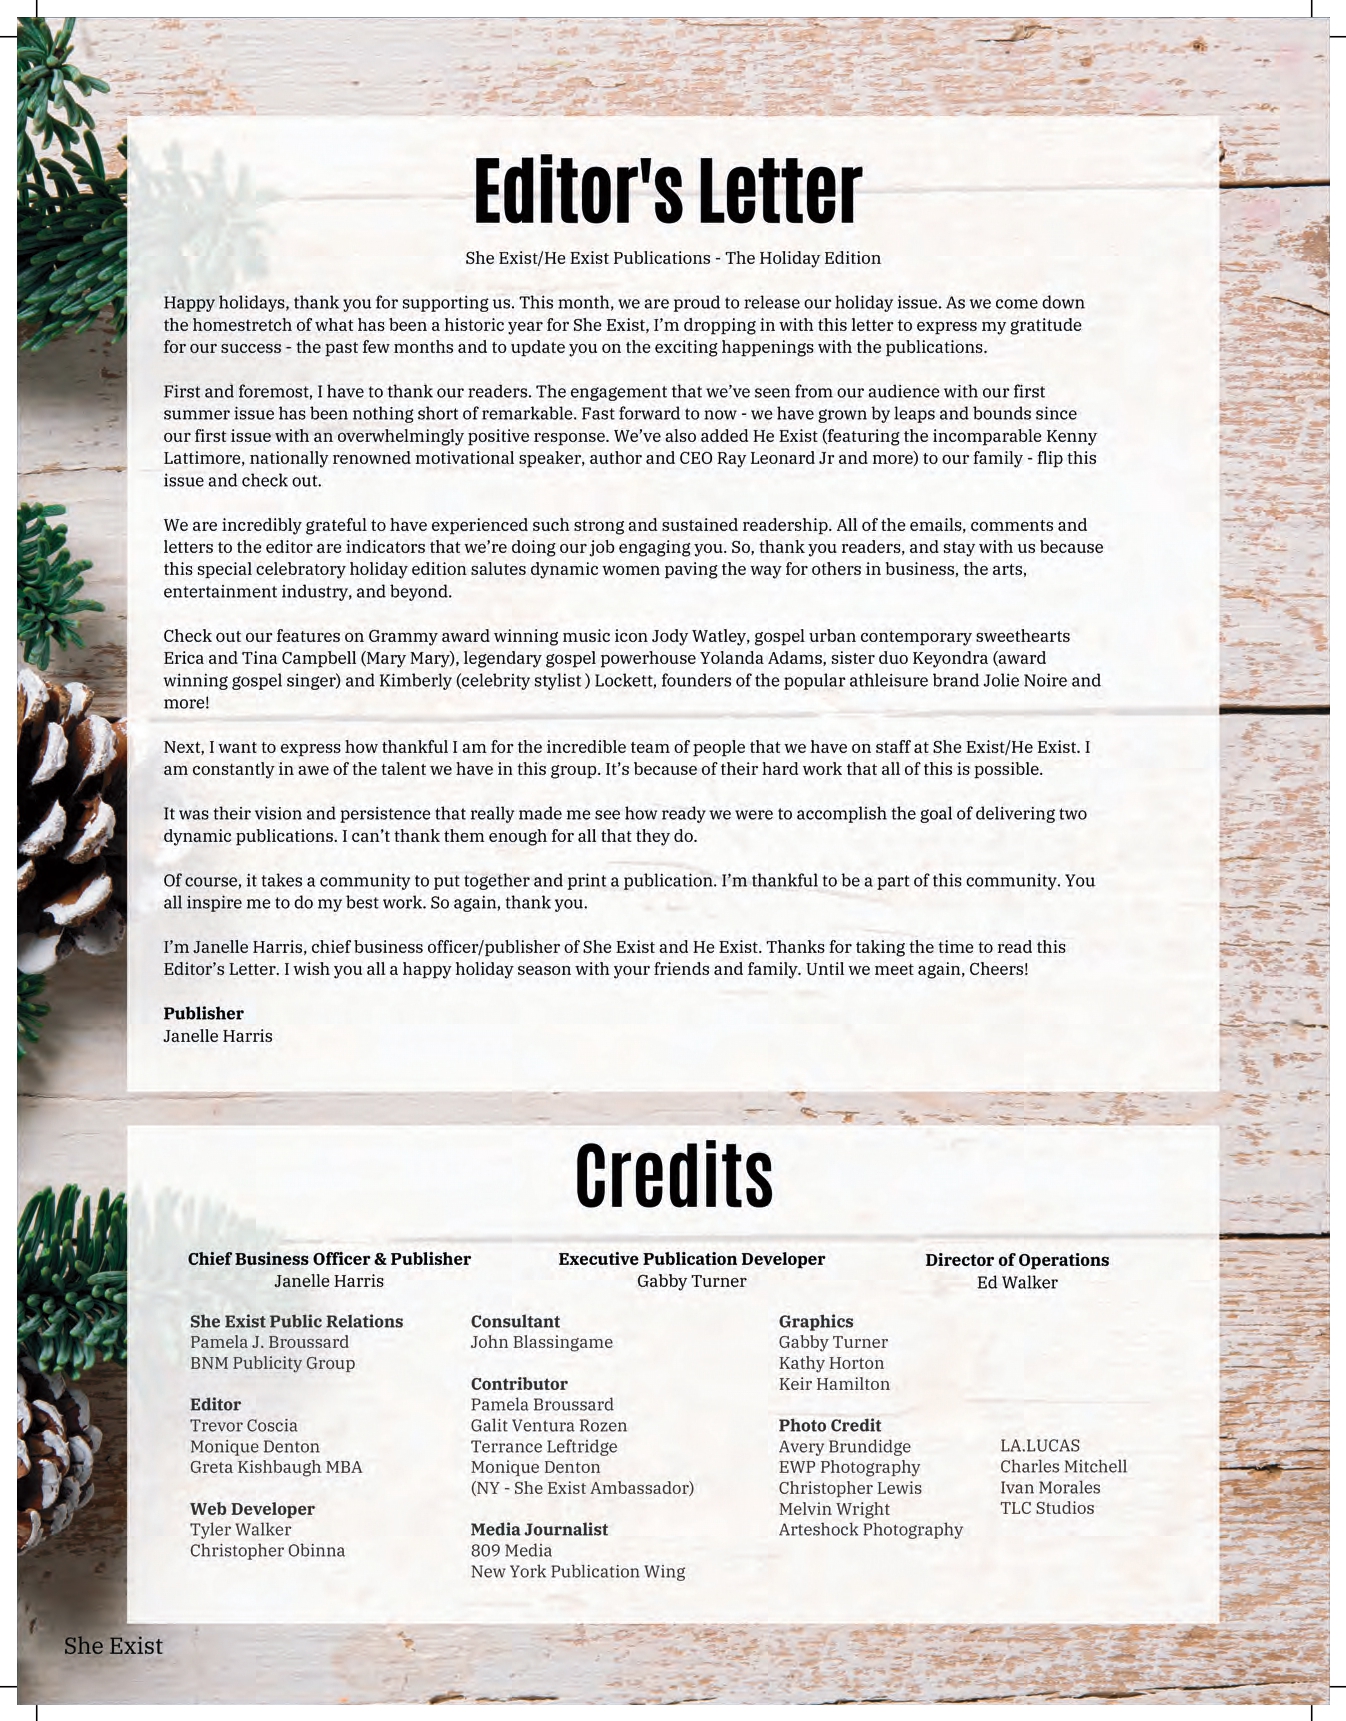 Editor's Letter
She Exist/He Exist Publications - The Holiday Edition
Happy holidays, thank you for supporting us. This month, we are proud to release our holiday issue. As we come down
the homestretch of what has been a historic year for She Exist, I’m dropping in with this letter to express my gratitude
for our success - the past few months and to update you on the exciting happenings with the publications.
First and foremost, I have to thank our readers. The engagement that we’ve seen from our audience with our first
summer issue has been nothing short of remarkable. Fast forward to now - we have grown by leaps and bounds since
our first issue with an overwhelmingly positive response. We’ve also added He Exist (featuring the incomparable Kenny
Lattimore, nationally renowned motivational speaker, author and CEO Ray Leonard Jr and more) to our family - flip this
issue and check out.
We are incredibly grateful to have experienced such strong and sustained readership. All of the emails, comments and
letters to the editor are indicators that we’re doing our job engaging you. So, thank you readers, and stay with us because
this special celebratory holiday edition salutes dynamic women paving the way for others in business, the arts,
entertainment industry, and beyond.
Check out our features on Grammy award winning music icon Jody Watley, gospel urban contemporary sweethearts
Erica and Tina Campbell (Mary Mary), legendary gospel powerhouse Yolanda Adams, sister duo Keyondra (award
winning gospel singer) and Kimberly (celebrity stylist ) Lockett, founders of the popular athleisure brand Jolie Noire and
more!
Next, I want to express how thankful I am for the incredible team of people that we have on staff at She Exist/He Exist. I
am constantly in awe of the talent we have in this group. It’s because of their hard work that all of this is possible.
It was their vision and persistence that really made me see how ready we were to accomplish the goal of delivering two
dynamic publications. I can’t thank them enough for all that they do.
Of course, it takes a community to put together and print a publication. I’m thankful to be a part of this community. You
all inspire me to do my best work. So again, thank you.
I’m Janelle Harris, chief business officer/publisher of She Exist and He Exist. Thanks for taking the time to read this
Editor’s Letter. I wish you all a happy holiday season with your friends and family. Until we meet again, Cheers!
Publisher
Janelle Harris
Credits
Chief Business Officer & Publisher
Janelle Harris
Executive Publication Developer
Gabby Turner
Director of Operations
Ed Walker
She Exist Public Relations
Pamela J. Broussard
BNM Publicity Group
Editor
Trevor Coscia
Monique Denton
Greta Kishbaugh MBA
Web Developer
Tyler Walker
Christopher Obinna
Consultant
John Blassingame
Contributor
Pamela Broussard
Galit Ventura Rozen
Terrance Leftridge
Monique Denton
(NY - She Exist Ambassador)
Media Journalist
809 Media
New York Publication Wing
Graphics
Gabby Turner
Kathy Horton
Keir Hamilton
Photo Credit
Avery Brundidge
EWP Photography
Christopher Lewis
Melvin Wright
Arteshock Photography
LA.LUCAS
Charles Mitchell
Ivan Morales
TLC Studios
She Exist